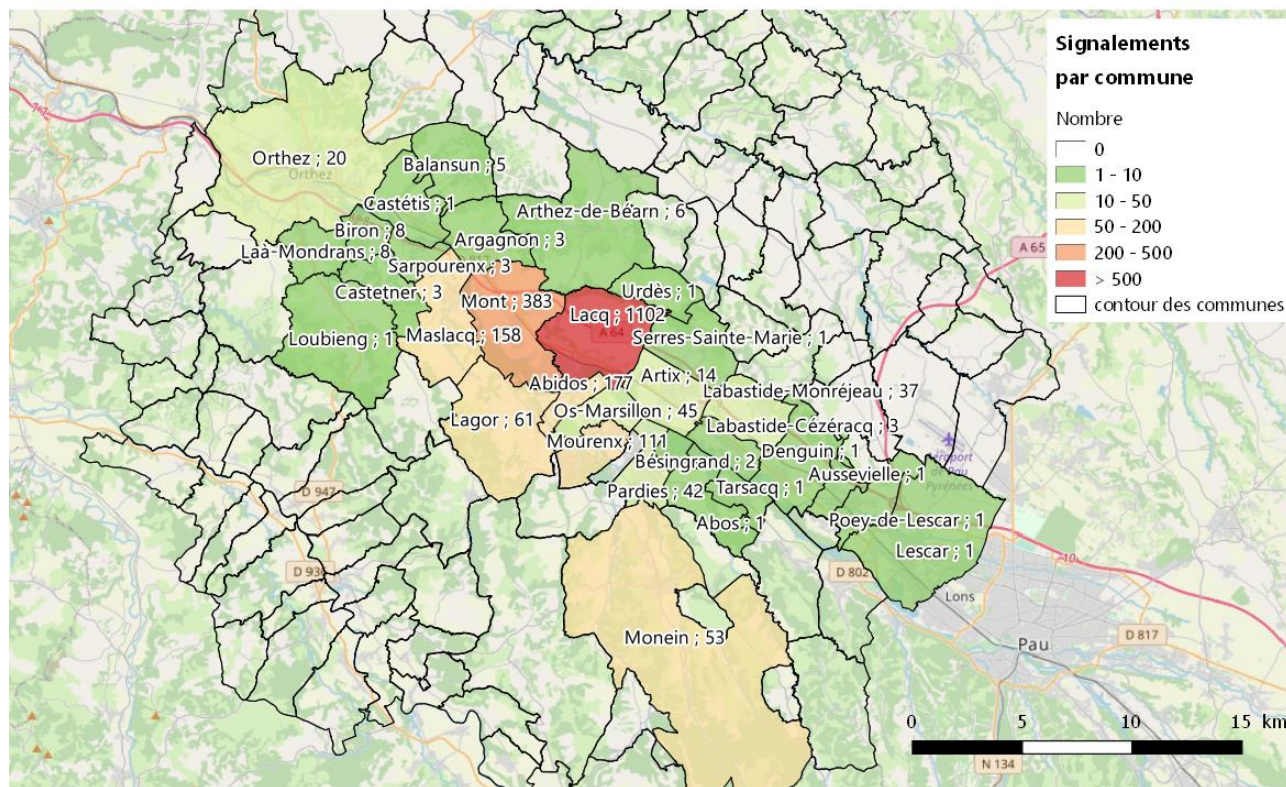 Signalements
par commune
Nombre
0
1 - 10
10 - 50
50 - 200
200 - 500
> 500
contour des communes
Orthez ; 20
Orthez
Balansun ; 5
Castétis ; 1
Arthez-de-Béarn ; 6
Biron ; 8
Argagnon ; 3
D 817
A 65
Làà-Mondrans ; 8
Sarpourenx ; 3
Castetner ; 3
Urdès ; 1
Mont ; 383
Lacq ; 1102
A 64
Loubieng ; 1
Maslacq ; 158
Serres-Sainte-Marie ; 1
Abidos ; 177
Artix ; 14
Labastide-Monréjeau ; 37
Lagor ; 61
Os-Marsillon ; 45
Labastide-Cézéracq ; 3
Mourenx ; 111
Denguin ; 1
Bésingrand ; 2
Aussevielle ; 1
Pyrénées
D 947
Pardies ; 42
Tarsacq ; 1
Abos ; 1
Poey-de-Lescar ; 1
Lescar ; 1
10
D 936
D 802
Lons
Monein ; 53
Pau
D 817
0 5 10 15 km
N 134